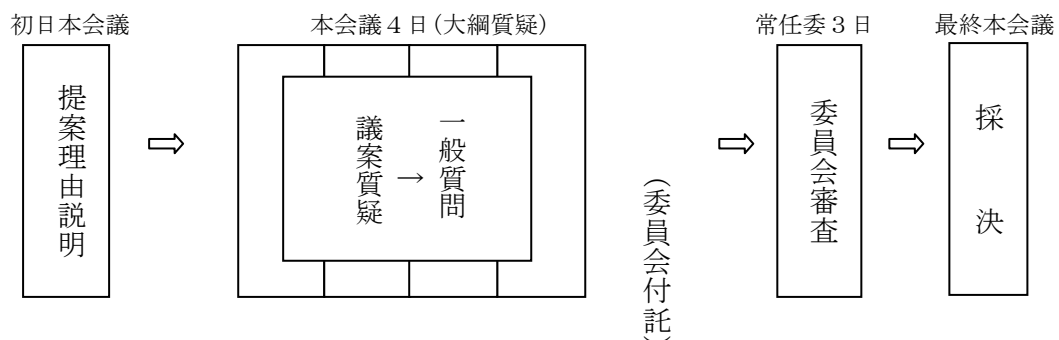 初日本会議
本会議４日(大綱質疑)
常任委３日
最終本会議
提案理由説明
⇨
議案質疑
→
一般質問
(委員会付託)
⇨
委員会審査
⇨
採決